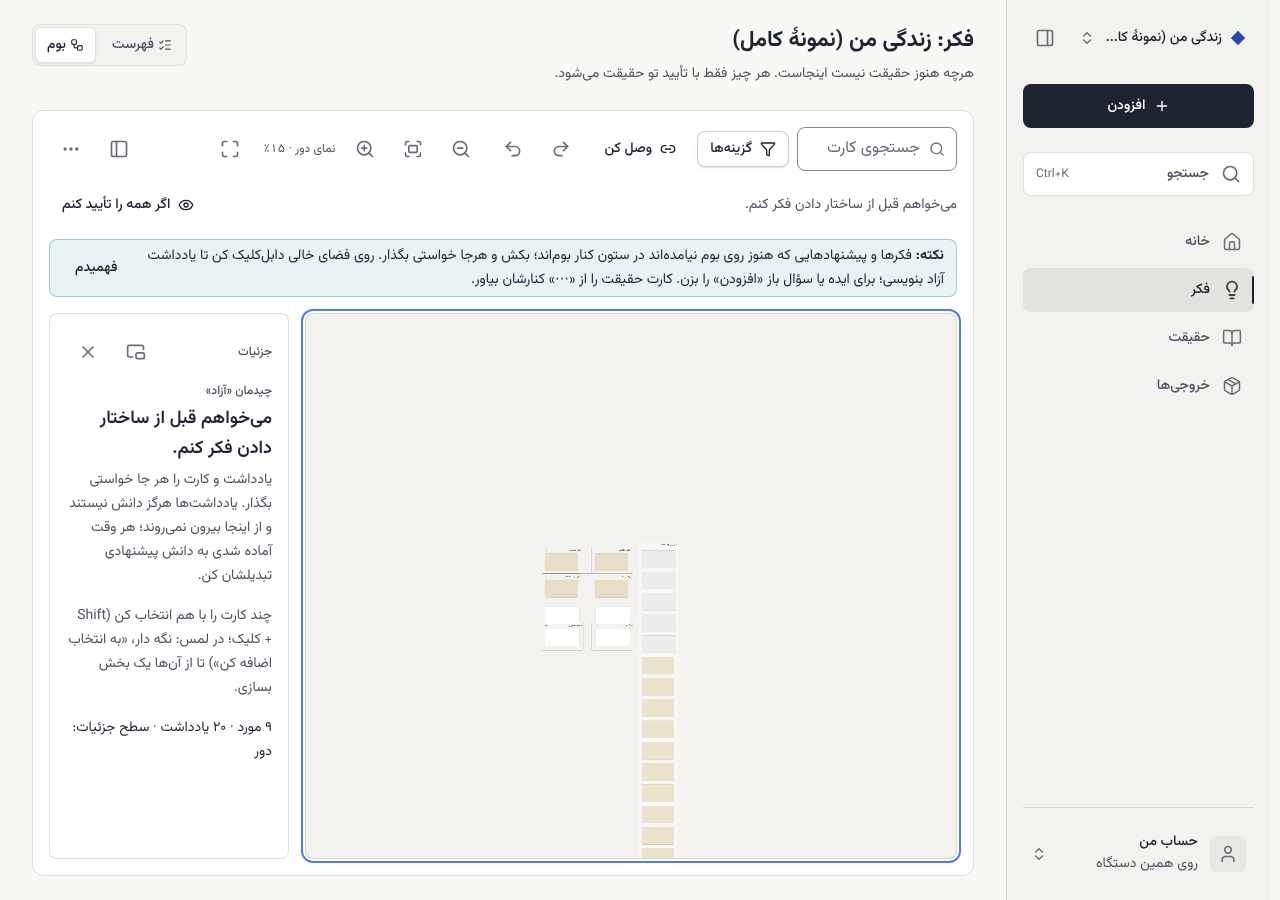 زندگی من (نمونهٔ کا...
افزودن
جستجو
Ctrl+K
خانه
فکر
حقیقت
خروجی‌ها
حساب من
روی همین دستگاه
فکر: زندگی من (نمونهٔ کامل)
هرچه هنوز حقیقت نیست اینجاست. هر چیز فقط با تأیید تو حقیقت می‌شود.
فهرست
بوم
جستجوی کارت
گزینه‌ها
وصل کن
نمای دور · ۱۵٪
می‌خواهم قبل از ساختار دادن فکر کنم.
اگر همه را تأیید کنم
نکته: فکرها و پیشنهادهایی که هنوز روی بوم نیامده‌اند در ستون کنار بوم‌اند؛ بکش و هرجا خواستی بگذار. روی فضای خالی دابل‌کلیک کن تا یادداشت
آزاد بنویسی؛ برای ایده یا سؤال باز «افزودن» را بزن. کارت حقیقت را از «···» کنارشان بیاور.
فهمیدم
جزئیات
چیدمان «آزاد»
می‌خواهم قبل از ساختار
دادن فکر کنم.
یادداشت و کارت را هر جا خواستی
بگذار. یادداشت‌ها هرگز دانش نیستند
و از اینجا بیرون نمی‌روند؛ هر وقت
آماده شدی به دانش پیشنهادی
تبدیلشان کن.
چند کارت را با هم انتخاب کن (Shift
+ کلیک؛ در لمس: نگه دار، «به انتخاب
اضافه کن») تا از آن‌ها یک بخش
بسازی.
۹ مورد · ۲۰ یادداشت · سطح جزئیات:
دور